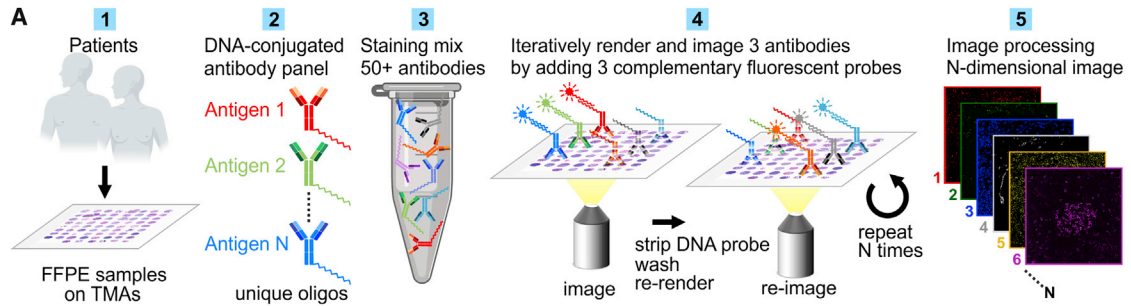 A
1
Patients
FFPE samples
on TMAs
2
DNA-conjugated
antibody panel
Antigen 1
Antigen 2
Antigen N
unique oligos
3
Staining mix
50+ antibodies
4
Iteratively render and image 3 antibodies
by adding 3 complementary fluorescent probes
image
strip DNA probe
wash
re-render
re-image
repeat
N times
5
Image processing
N-dimensional image
1
2
3
4
5
6
N